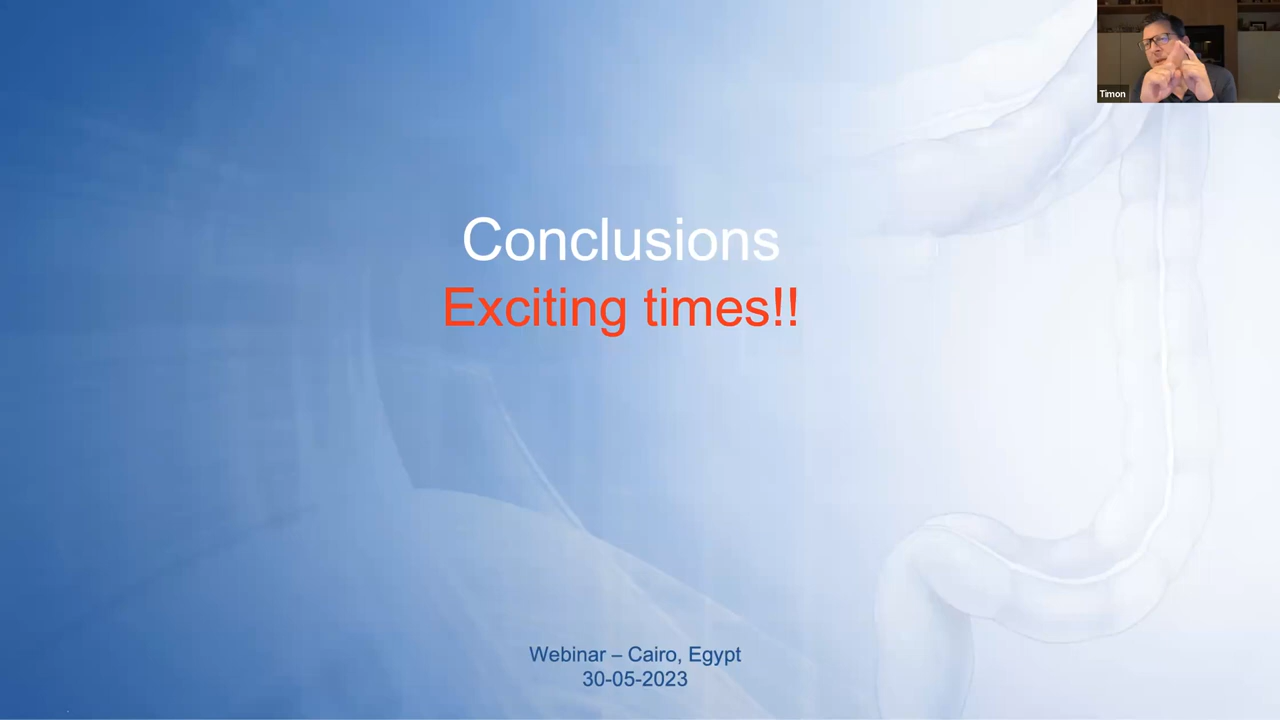 Timon
Conclusions
Exciting times!!
Webinar – Cairo, Egypt
30-05-2023